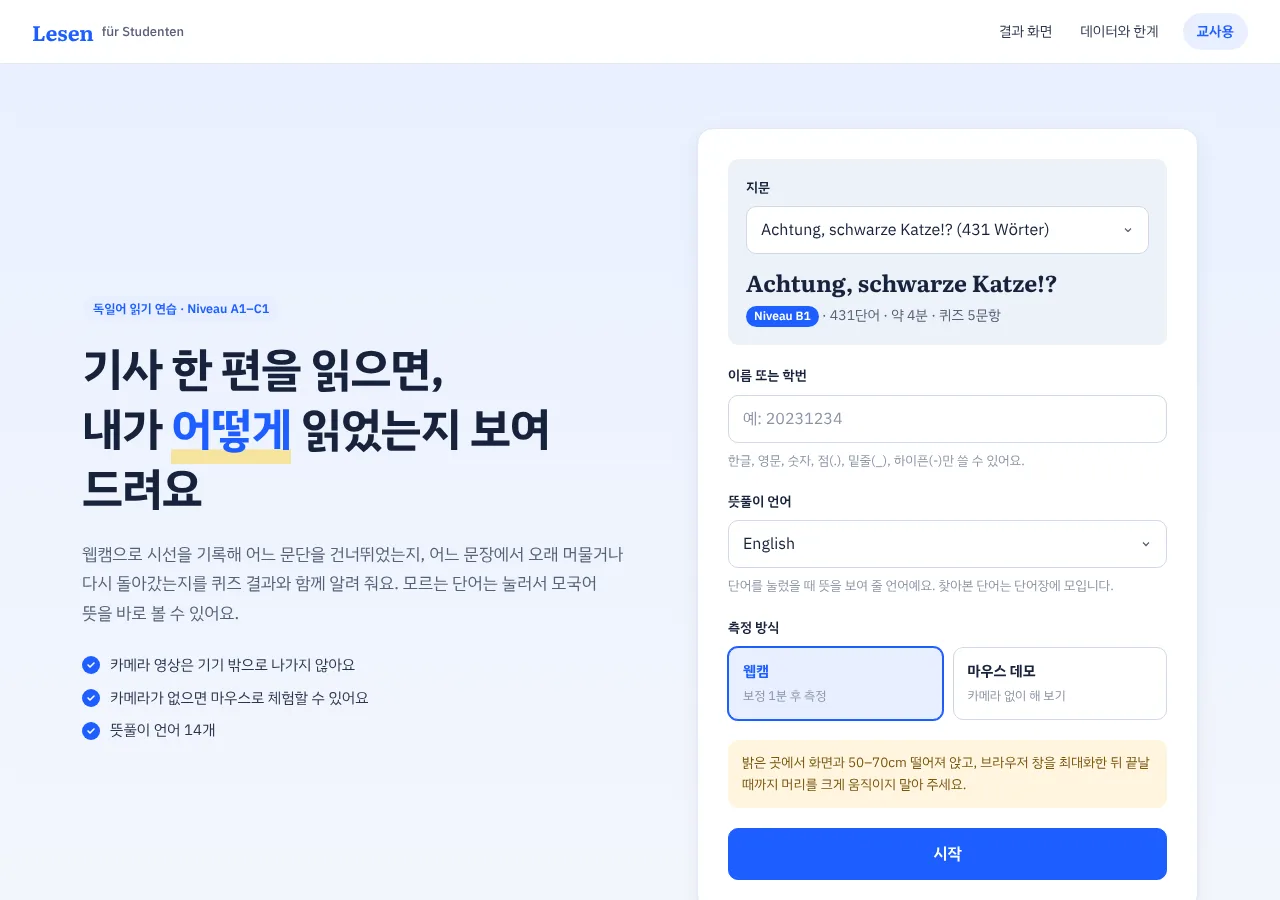 Lesen für Studenten
결과 화면
데이터와 한계
교사용
독일어 읽기 연습 · Niveau A1–C1
기사 한 편을 읽으면,
내가 어떻게 읽었는지 보여
드려요
웹캠으로 시선을 기록해 어느 문단을 건너뛰었는지, 어느 문장에서 오래 머물거나
다시 돌아갔는지를 퀴즈 결과와 함께 알려 줘요. 모르는 단어는 눌러서 모국어
뜻을 바로 볼 수 있어요.
카메라 영상은 기기 밖으로 나가지 않아요
카메라가 없으면 마우스로 체험할 수 있어요
뜻풀이 언어 14개
지문
Achtung, schwarze Katze!? (431 Wörter)
Achtung, schwarze Katze!?
Niveau B1 · 431단어 · 약 4분 · 퀴즈 5문항
이름 또는 학번
예: 20231234
한글, 영문, 숫자, 점(.), 밑줄(_), 하이픈(-)만 쓸 수 있어요.
뜻풀이 언어
English
단어를 눌렀을 때 뜻을 보여 줄 언어예요. 찾아본 단어는 단어장에 모입니다.
측정 방식
웹캠
보정 1분 후 측정
마우스 데모
카메라 없이 해 보기
밝은 곳에서 화면과 50–70cm 떨어져 앉고, 브라우저 창을 최대화한 뒤 끝날
때까지 머리를 크게 움직이지 말아 주세요.
시작